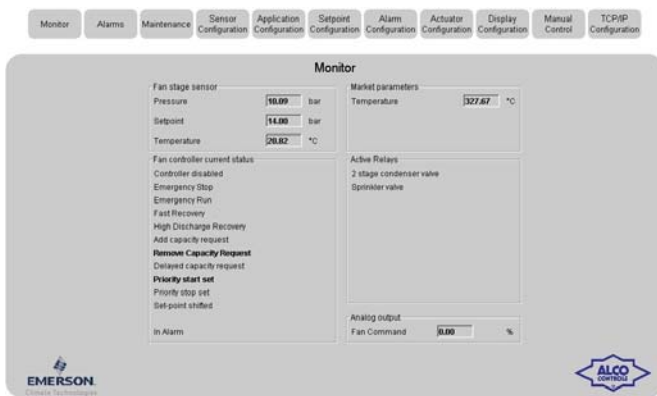 Monitor
Alarms
Maintenance
Sensor Configuration
Application Configuration
Setpoint Configuration
Alarm Configuration
Actuator Configuration
Display Configuration
Manual Control
TCP/IP Configuration
Monitor
Fan stage sensor
Pressure 10.09 bar
Setpoint 14.00 bar
Temperature 20.82 °C
Market parameters
Temperature 327.67 °C
Fan controller current status
Controller disabled
Emergency Stop
Emergency Run
Fast Recovery
High Discharge Recovery
Add capacity request
Remove Capacity Request
Delayed capacity request
Priority start set
Priority stop set
Set-point shifted
In Alarm
Active Relays
2 stage condenser valve
Sprinkler valve
Analog output
Fan Command 0.00 %
EMERSON.
Climate Technologies
ALCO
CONTROLS